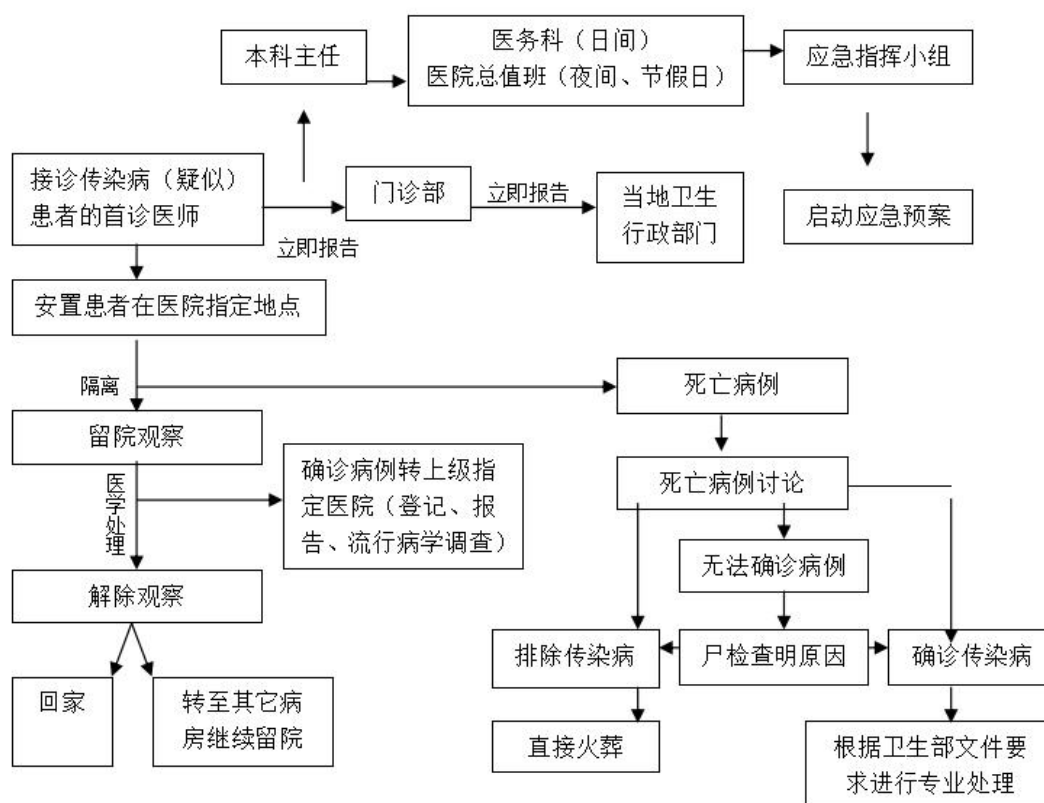 本科主任
医务科（日间）
医院总值班（夜间、节假日）
应急指挥小组
接诊传染病（疑似）
患者的首诊医师
立即报告
门诊部
立即报告
当地卫生
行政部门
启动应急预案
安置患者在医院指定地点
隔离
死亡病例
留院观察
医学处理
确诊病例转上级指
定医院（登记、报
告、流行病学调查）
死亡病例讨论
无法确诊病例
解除观察
排除传染病
尸检查明原因
确诊传染病
回家
转至其它病
房继续留院
直接火葬
根据卫生部文件要
求进行专业处理